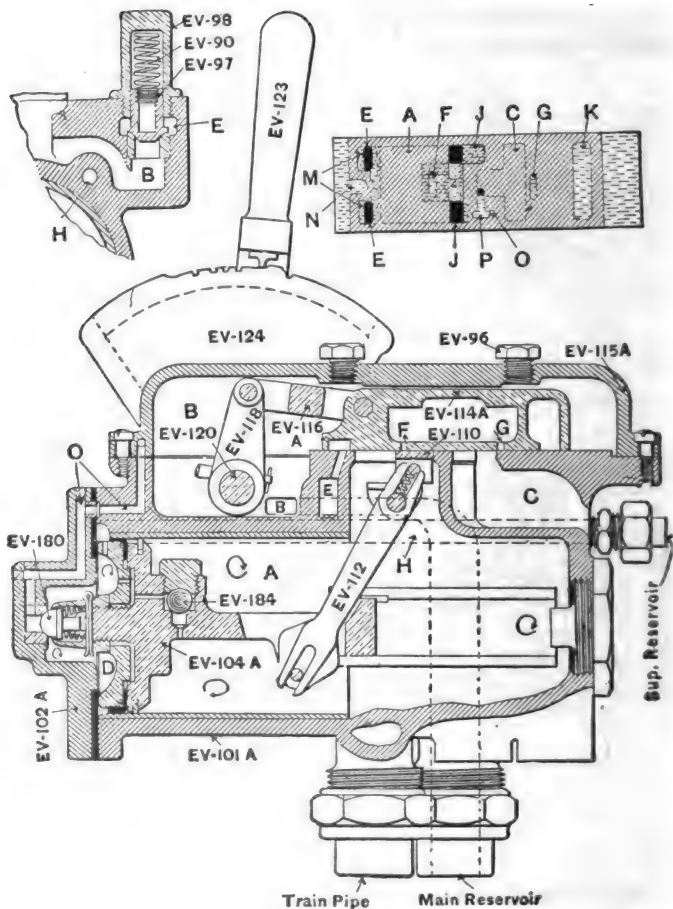 EV-98
EV-90
EV-97
E
B
H
EV-123
E A F J C G K
M
N
E J P O
EV-124
EV-96
EV-115A
B
EV-118
EV-120
EV-116
A
EV-114A
F EV-110 G
E
B
C
O
EV-180
A
H
EV-112
EV-184
EV-104 A
D
EV-102 A
EV-101 A
Sup. Reservoir
Train Pipe Main Reservoir